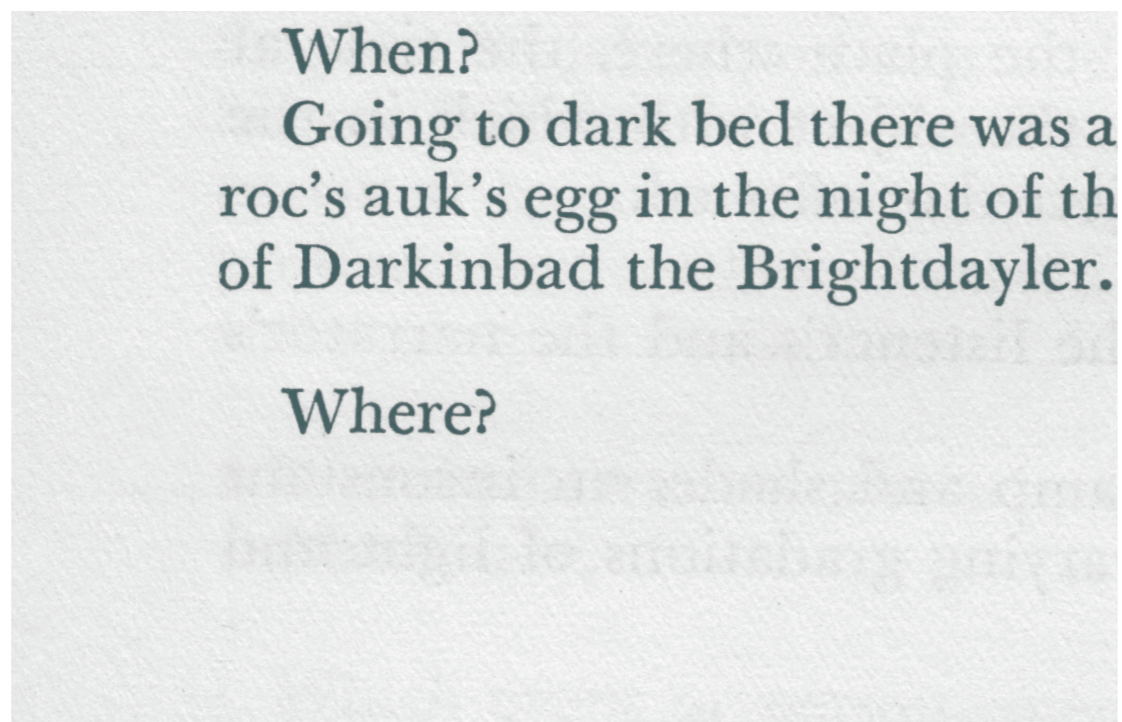 When?
Going to dark bed there was a
roc’s auk’s egg in the night of th
of Darkinbad the Brightdayler.
Where?